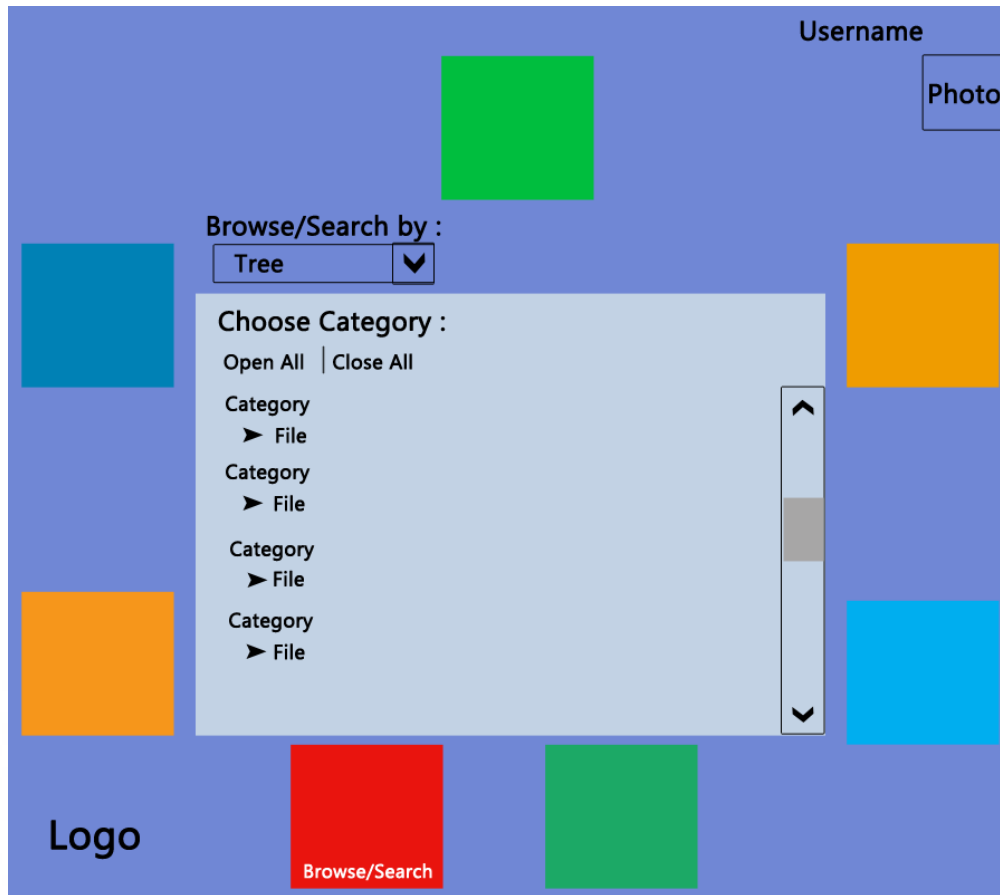 Username
Photo
Browse/Search by :
Tree
Choose Category :
Open All | Close All
Category
➤ File
Category
➤ File
Category
➤ File
Category
➤ File
Logo
Browse/Search